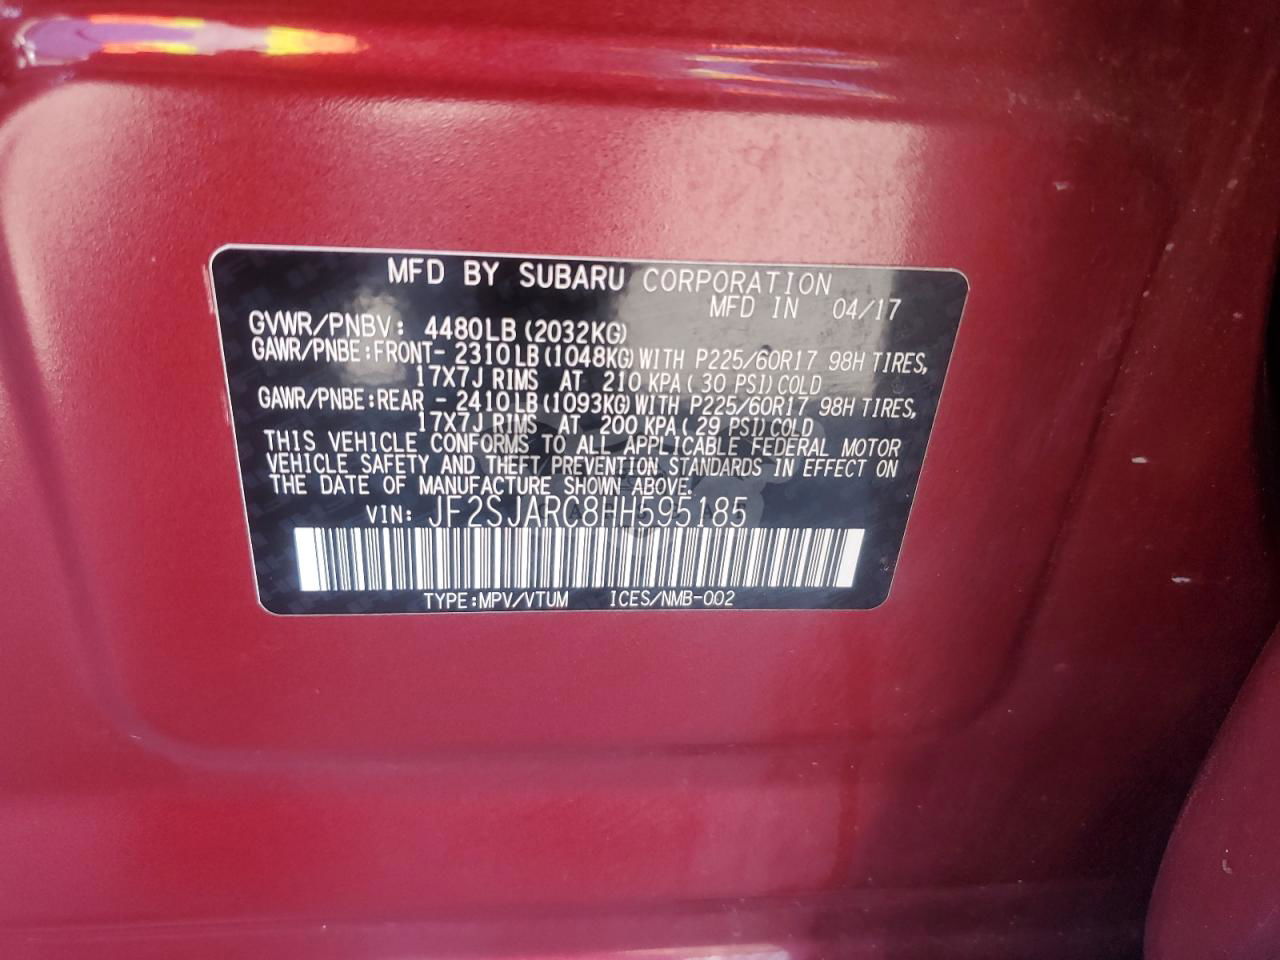 MFD BY SUBARU CORPORATION
MFD IN 04/17
GVWR/PNBV: 4480LB(2032KG)
GAWR/PNBE:FRONT- 2310LB(1048KG)WITH P225/60R17 98H TIRES,
17X7J RIMS AT 210 KPA(30 PSI)COLD
GAWR/PNBE:REAR - 2410LB(1093KG)WITH P225/60R17 98H TIRES,
17X7J RIMS AT 200 KPA(29 PSI)COLD
THIS VEHICLE CONFORMS TO ALL APPLICABLE FEDERAL MOTOR
VEHICLE SAFETY AND THEFT PREVENTION STANDARDS IN EFFECT ON
THE DATE OF MANUFACTURE SHOWN ABOVE.
VIN: JF2SJARC8HH595185
TYPE:MPV/VTUM ICES/NMB-002